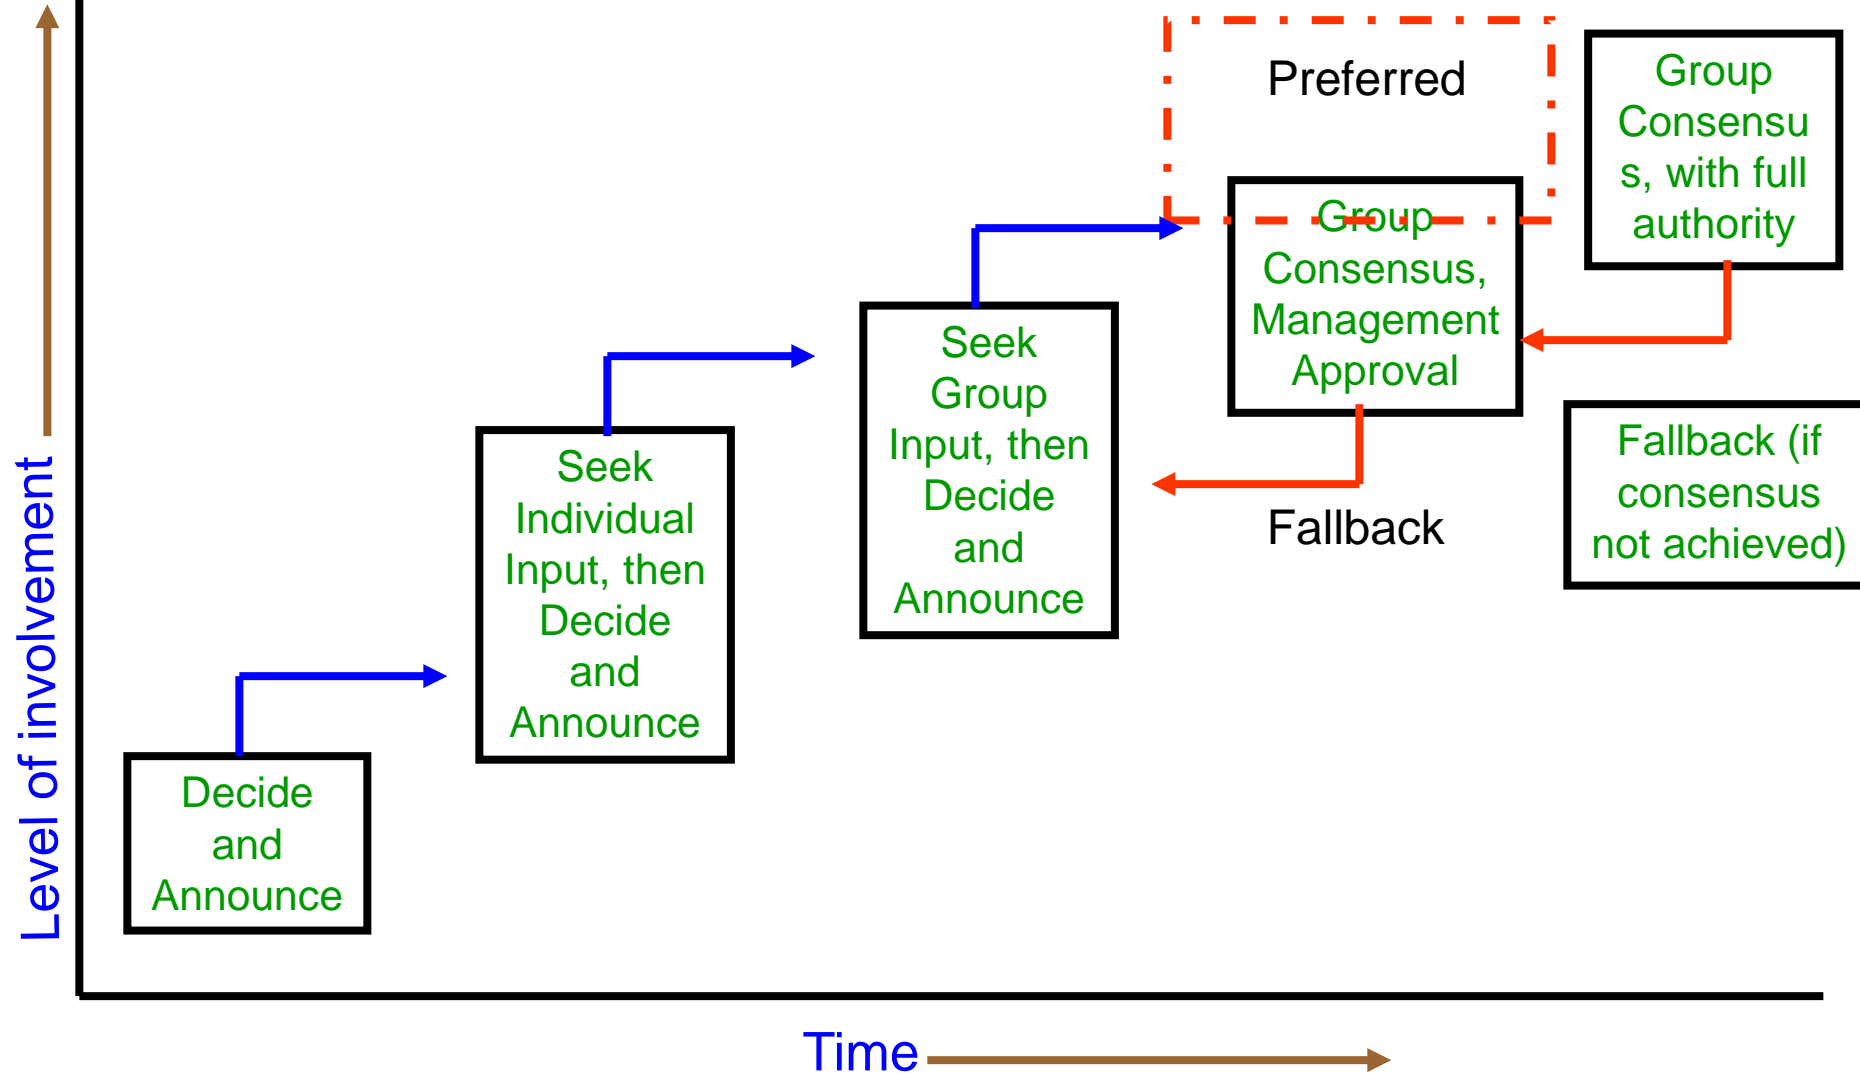 Preferred
Group
Consensu
s, with full
authority
Group
Consensus,
Management
Approval
Seek
Group
Input, then
Decide
and
Announce
Fallback (if
consensus
not achieved)
Fallback
Seek
Individual
Input, then
Decide
and
Announce
Decide
and
Announce
Level of involvement
Time